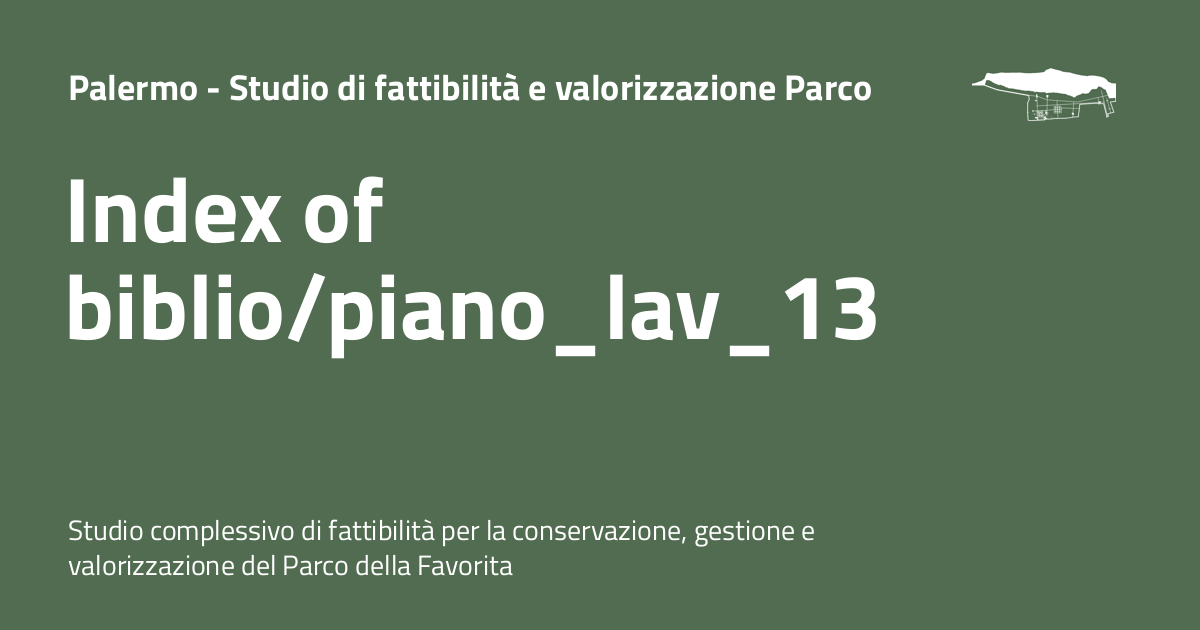 Palermo - Studio di fattibilità e valorizzazione Parco
Index of
biblio/piano_lav_13
Studio complessivo di fattibilità per la conservazione, gestione e
valorizzazione del Parco della Favorita